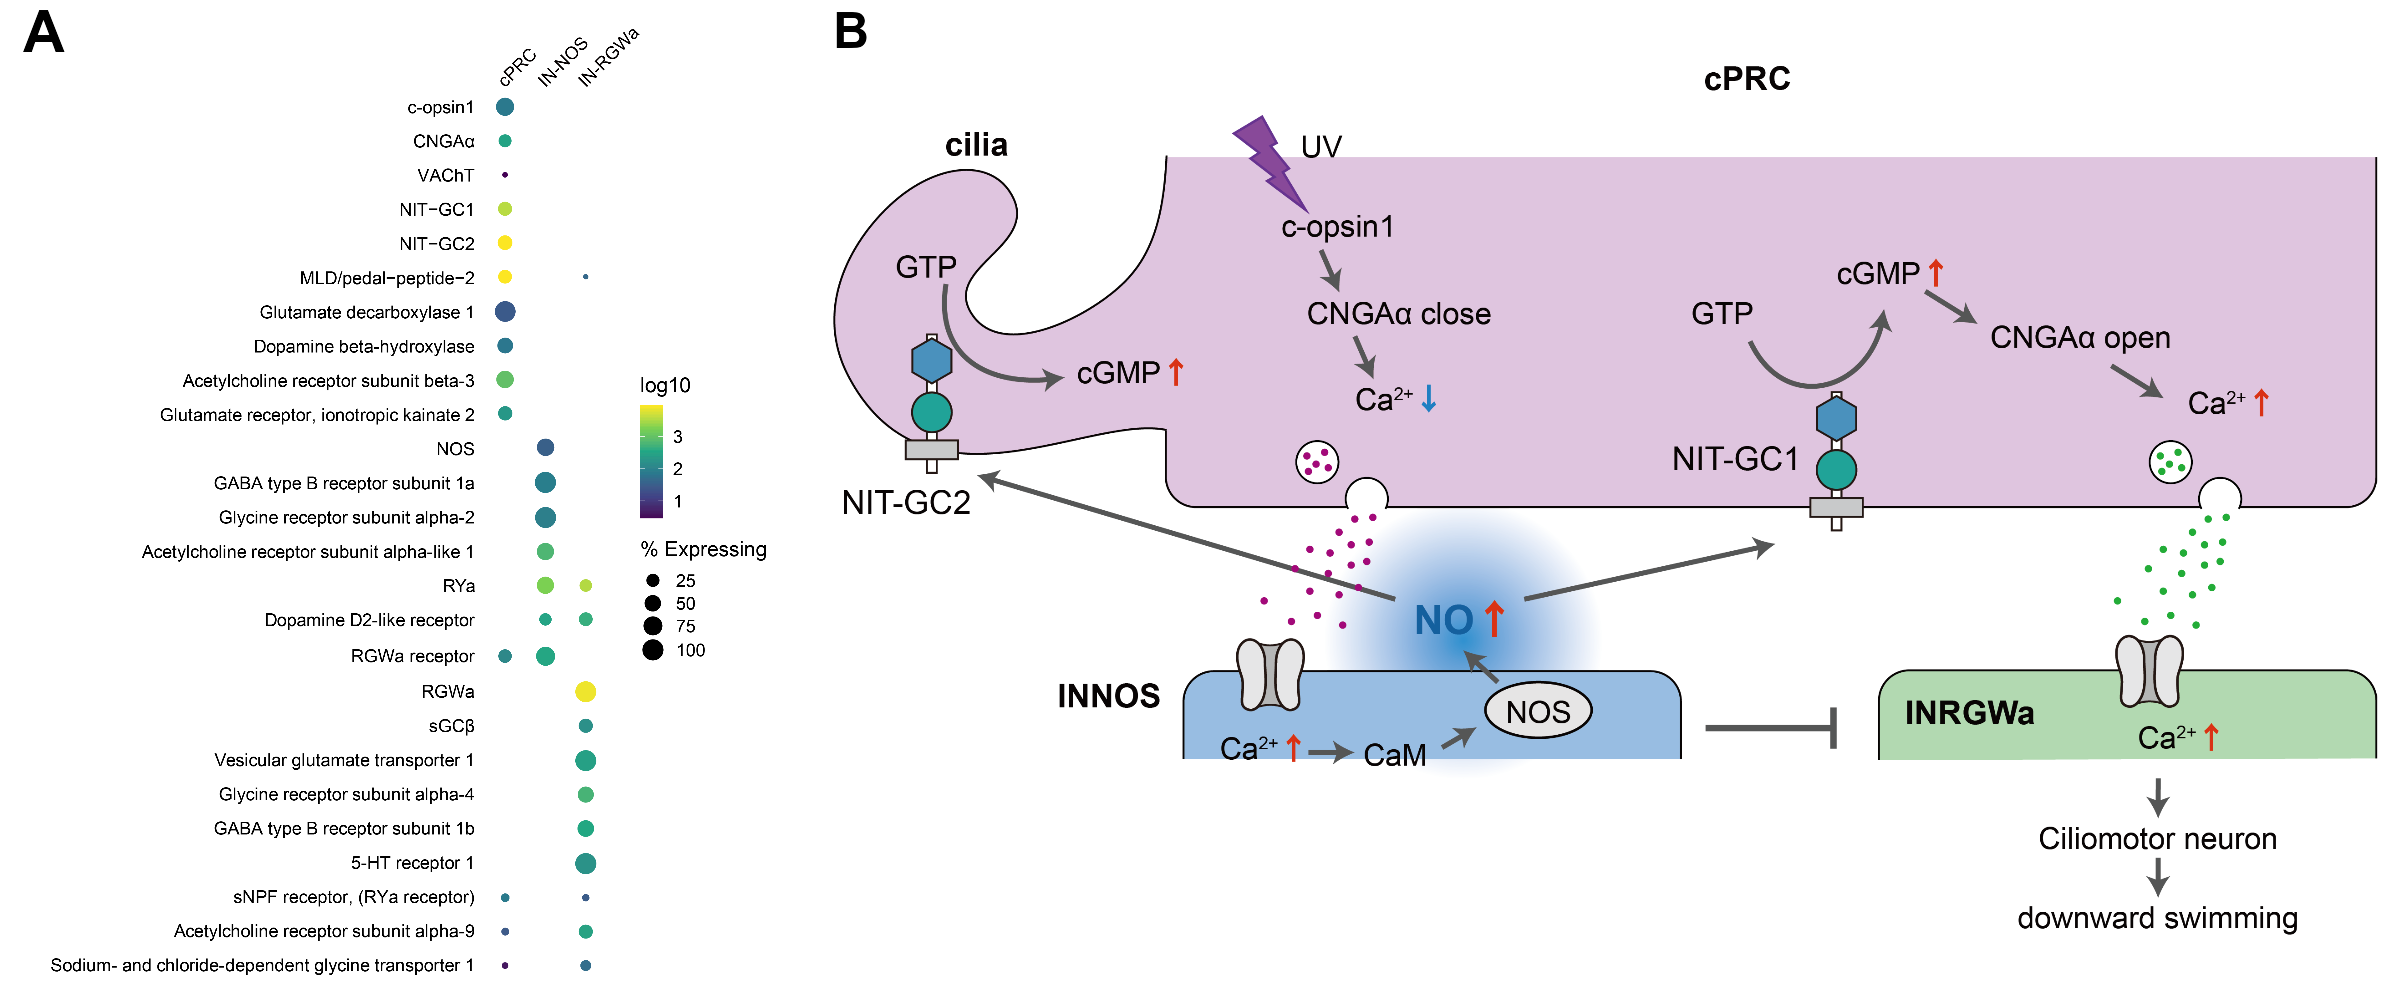 A
cPRC
IN-NOS
IN-RGWa
c-opsin1
CNGAα
VAChT
NIT−GC1
NIT−GC2
MLD/pedal−peptide−2
Glutamate decarboxylase 1
Dopamine beta-hydroxylase
Acetylcholine receptor subunit beta-3
Glutamate receptor, ionotropic kainate 2
NOS
GABA type B receptor subunit 1a
Glycine receptor subunit alpha-2
Acetylcholine receptor subunit alpha-like 1
RYa
Dopamine D2-like receptor
RGWa receptor
RGWa
sGCβ
Vesicular glutamate transporter 1
Glycine receptor subunit alpha-4
GABA type B receptor subunit 1b
5-HT receptor 1
sNPF receptor, (RYa receptor)
Acetylcholine receptor subunit alpha-9
Sodium- and chloride-dependent glycine transporter 1
log10
3
2
1
% Expressing
25
50
75
100
B
cPRC
cilia
UV
c-opsin1
CNGAα close
Ca²⁺ ↓
GTP
cGMP ↑
NIT-GC2
GTP
cGMP ↑
CNGAα open
Ca²⁺ ↑
NIT-GC1
NO ↑
INNOS
NOS
Ca²⁺ ↑
CaM
INRGWa
Ca²⁺ ↑
Ciliomotor neuron
downward swimming